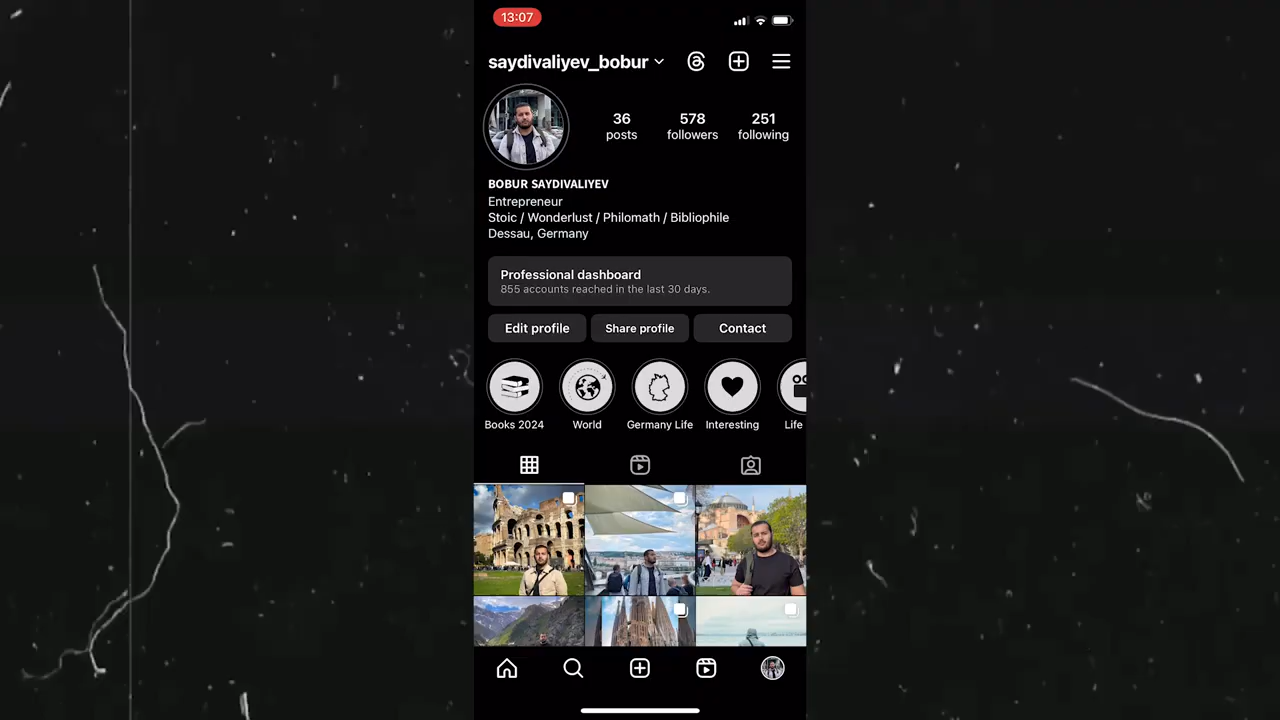 13:07
saydivaliyev_bobur
36 578 251
posts followers following
BOBUR SAYDIVALIYEV
Entrepreneur
Stoic / Wonderlust / Philomath / Bibliophile
Dessau, Germany
Professional dashboard
855 accounts reached in the last 30 days.
Edit profile Share profile Contact
Books 2024 World Germany Life Interesting Life